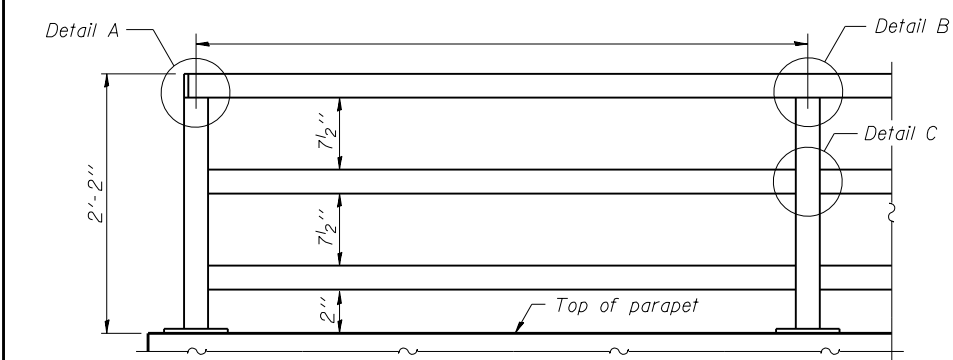 Detail A
Detail B
7½"
Detail C
2'-2"
7½"
2"
Top of parapet